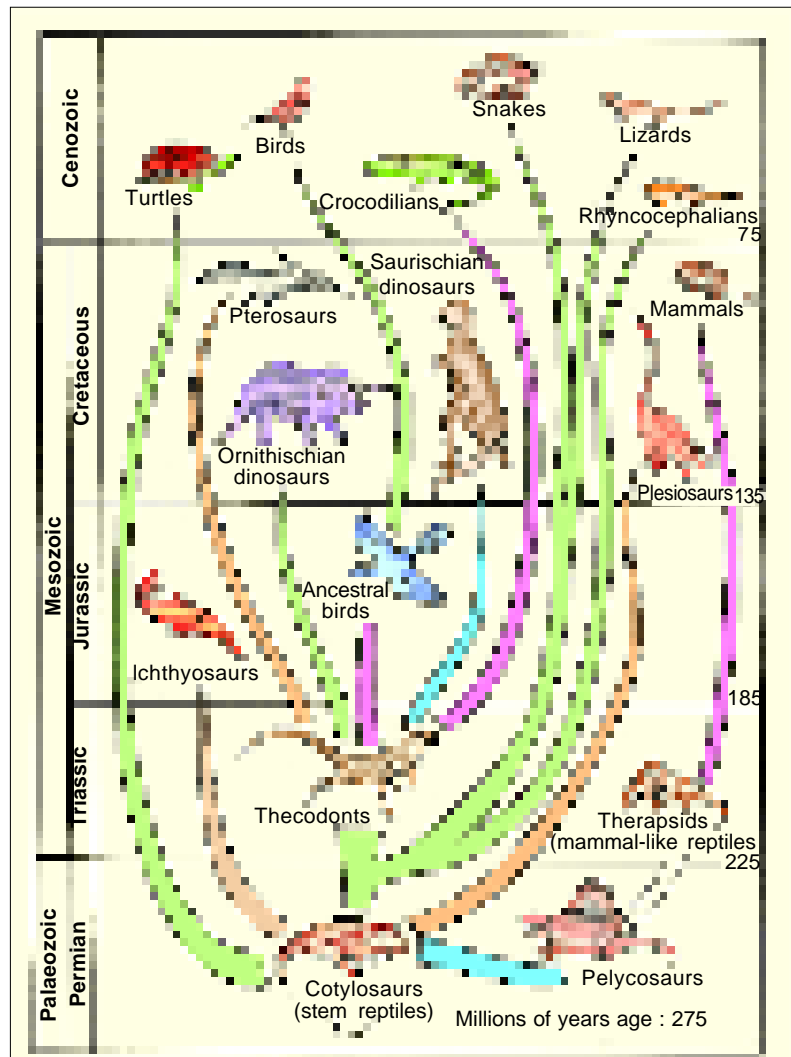 Snakes
Birds
Lizards
Turtles
Crocodilians
Rhyncocephalians
75
Cenozoic
Saurischian
dinosaurs
Pterosaurs
Mammals
Cretaceous
Ornithischian
dinosaurs
Plesiosaurs
135
Mesozoic
Jurassic
Ancestral
birds
Ichthyosaurs
185
Triassic
Thecodonts
Therapsids
(mammal-like reptiles
225
Palaeozoic
Permian
Cotylosaurs
(stem reptiles)
Pelycosaurs
Millions of years age : 275